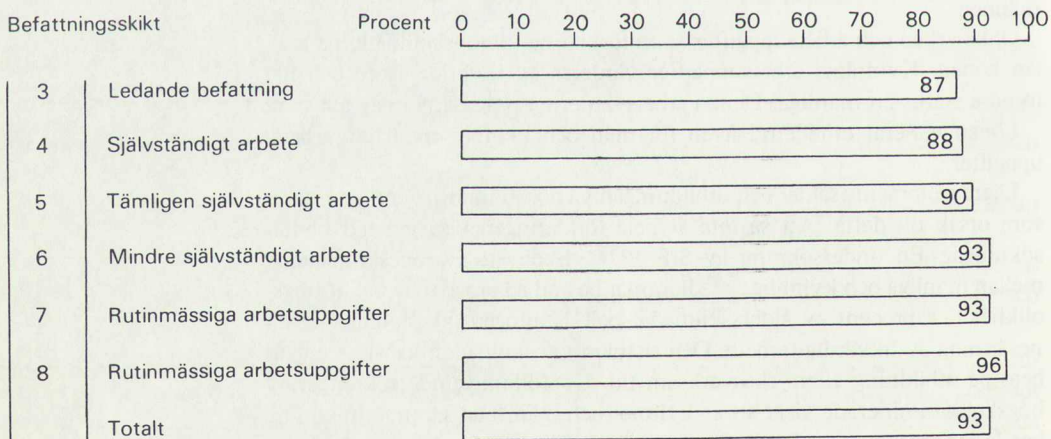 Befattningsskikt Procent 0 10 20 30 40 50 60 70 80 90 100
3 Ledande befattning 87
4 Självständigt arbete 88
5 Tämligen självständigt arbete 90
6 Mindre självständigt arbete 93
7 Rutinmässiga arbetsuppgifter 93
8 Rutinmässiga arbetsuppgifter 96
Totalt 93